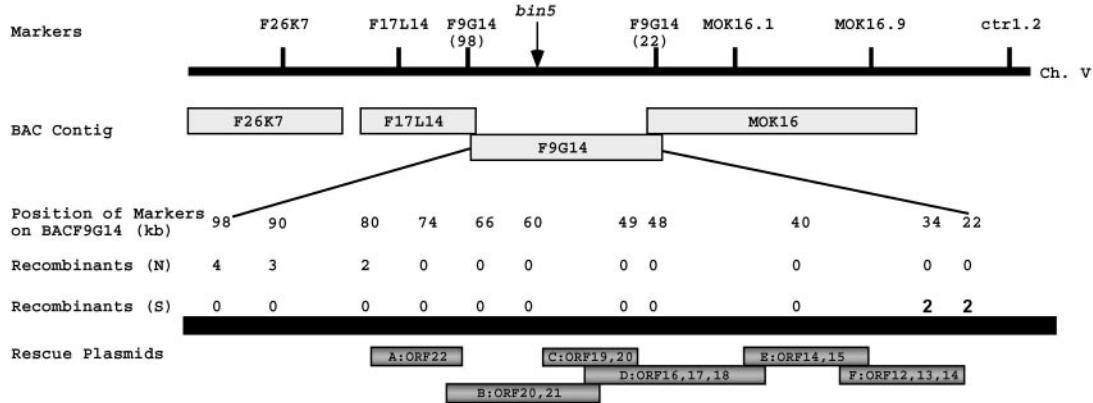 bin5
Markers F26K7 F17L14 F9G14 (98) F9G14 (22) MOK16.1 MOK16.9 ctr1.2
Ch. V
BAC Contig F26K7 F17L14 MOK16
F9G14
Position of Markers on BACF9G14 (kb) 98 90 80 74 66 60 49 48 40 34 22
Recombinants (N) 4 3 2 0 0 0 0 0 0 0 0
Recombinants (S) 0 0 0 0 0 0 0 0 0 2 2
Rescue Plasmids A:ORF22 C:ORF19,20 E:ORF14,15
D:ORF16,17,18 F:ORF12,13,14
B:ORF20,21